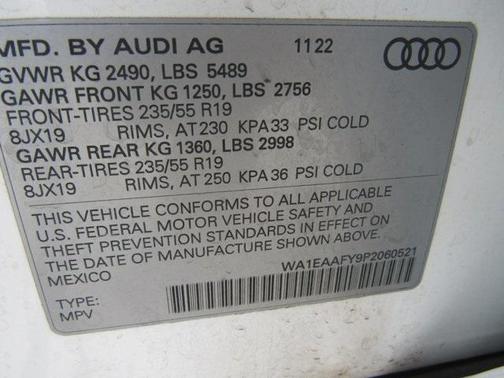 MFD. BY AUDI AG 11 22
GVWR KG 2490, LBS 5489
GAWR FRONT KG 1250, LBS 2756
FRONT-TIRES 235/55 R19
8JX19 RIMS, AT 230 KPA 33 PSI COLD
GAWR REAR KG 1360, LBS 2998
REAR-TIRES 235/55 R19
8JX19 RIMS, AT 250 KPA 36 PSI COLD
THIS VEHICLE CONFORMS TO ALL APPLICABLE
U.S. FEDERAL MOTOR VEHICLE SAFETY AND
THEFT PREVENTION STANDARDS IN EFFECT ON
THE DATE OF MANUFACTURE SHOWN ABOVE.
MEXICO
WA1EAAFY9P2060521
TYPE:
MPV